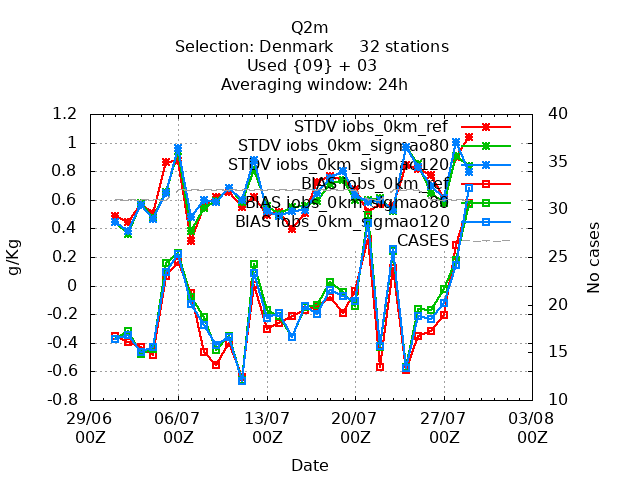 Q2m
Selection: Denmark 32 stations
Used {09} + 03
Averaging window: 24h
1.2
1
0.8
0.6
0.4
0.2
0
-0.2
-0.4
-0.6
-0.8
g/Kg
STDV iobs_0km_ref
STDV iobs_0km_sigmao80
STDV iobs_0km_sigmao120
BIAS iobs_0km_ref
BIAS iobs_0km_sigmao80
BIAS iobs_0km_sigmao120
CASES
40
35
30
25
20
15
10
No cases
29/06 06/07 13/07 20/07 27/07 03/08
00Z 00Z 00Z 00Z 00Z 00Z
Date